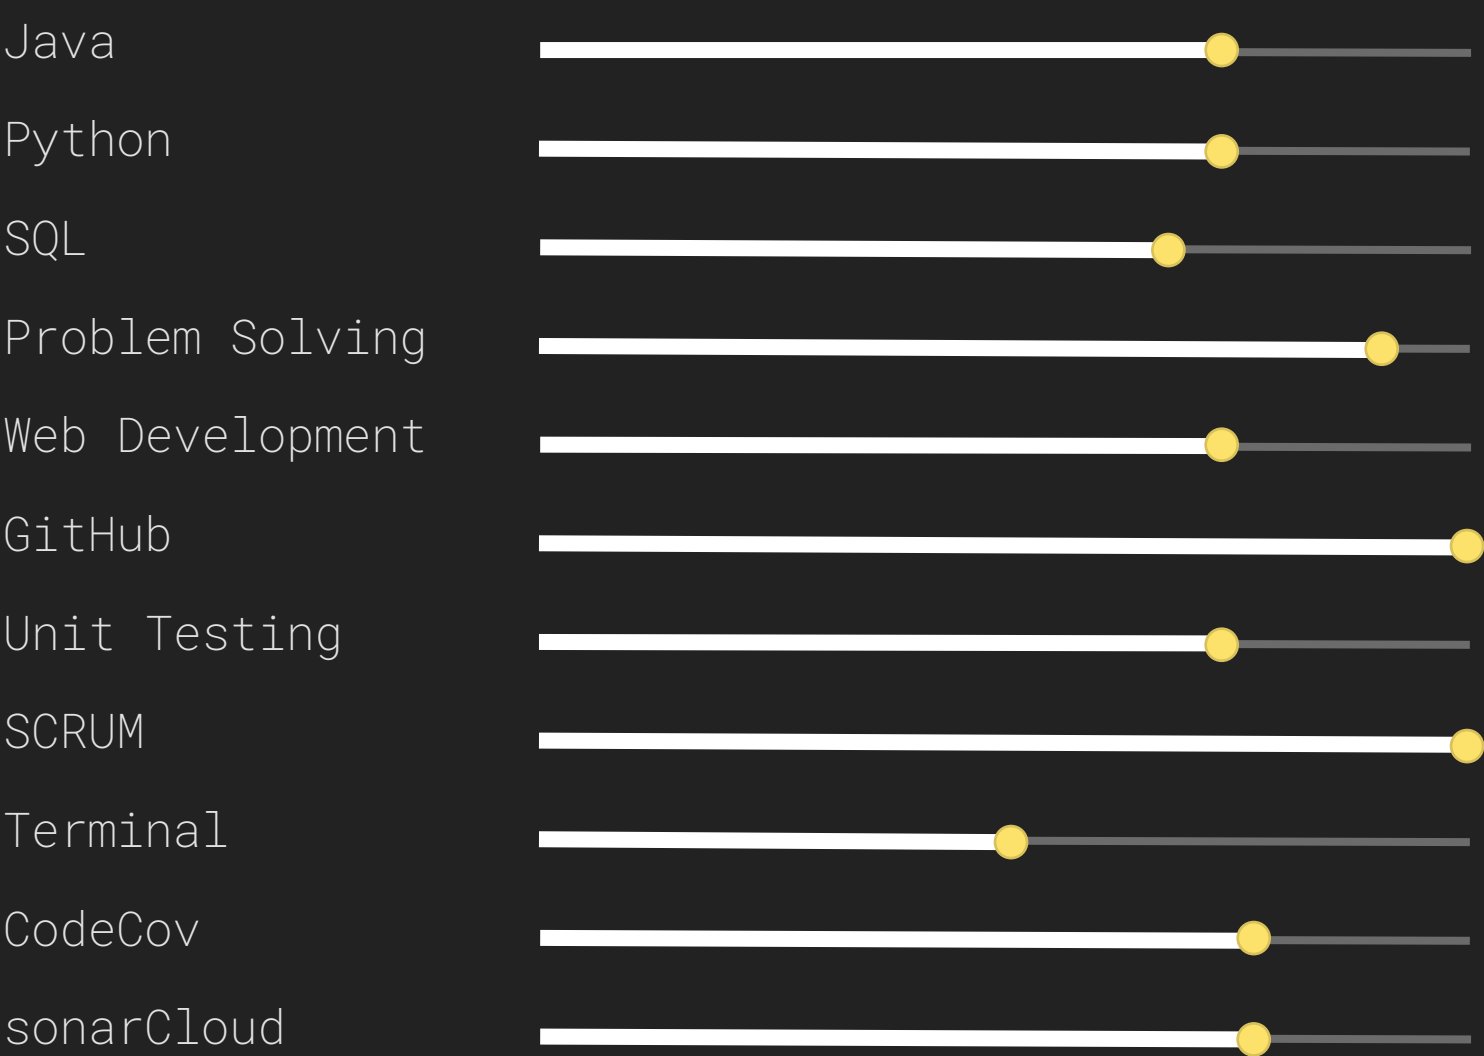 Java
Python
SQL
Problem Solving
Web Development
GitHub
Unit Testing
SCRUM
Terminal
CodeCov
sonarCloud